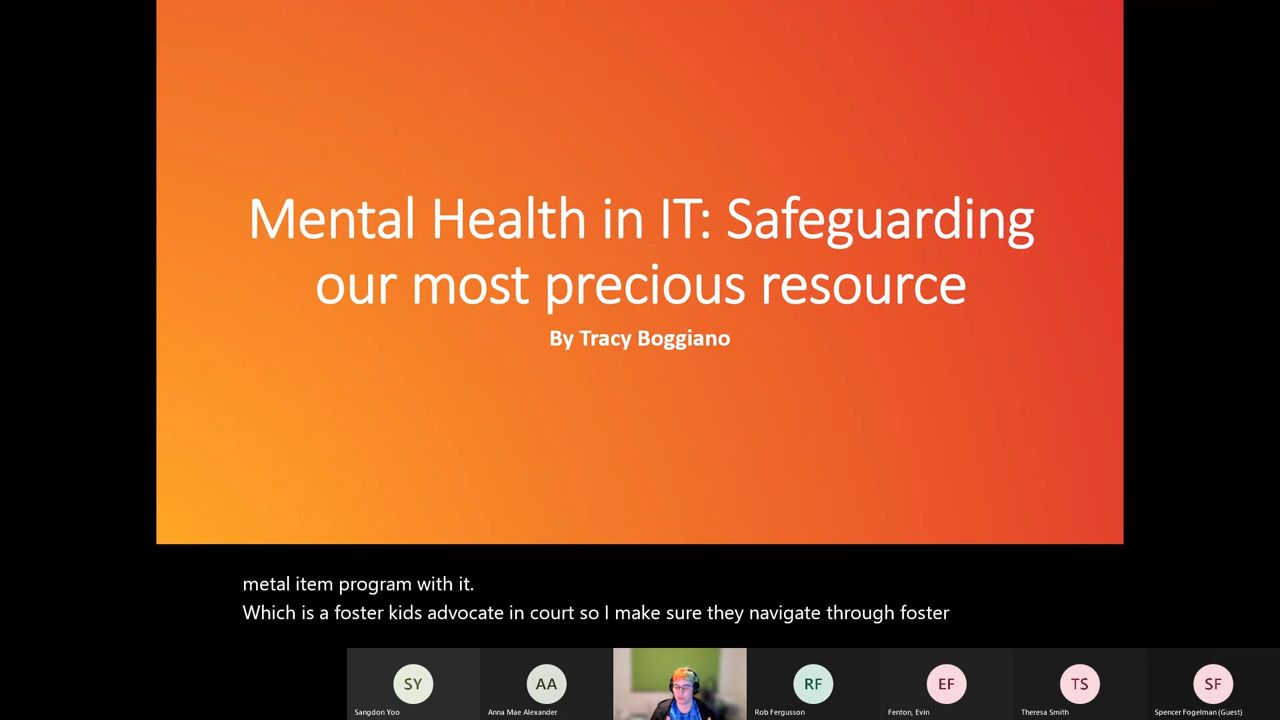 Mental Health in IT: Safeguarding
our most precious resource
By Tracy Boggiano
metal item program with it.
Which is a foster kids advocate in court so I make sure they navigate through foster
SY
AA
RF
EF
TS
SF
Sangdon Yoo
Anna Mae Alexander
Rob Fergusson
Fenton, Evin
Theresa Smith
Spencer Fogelman (Guest)